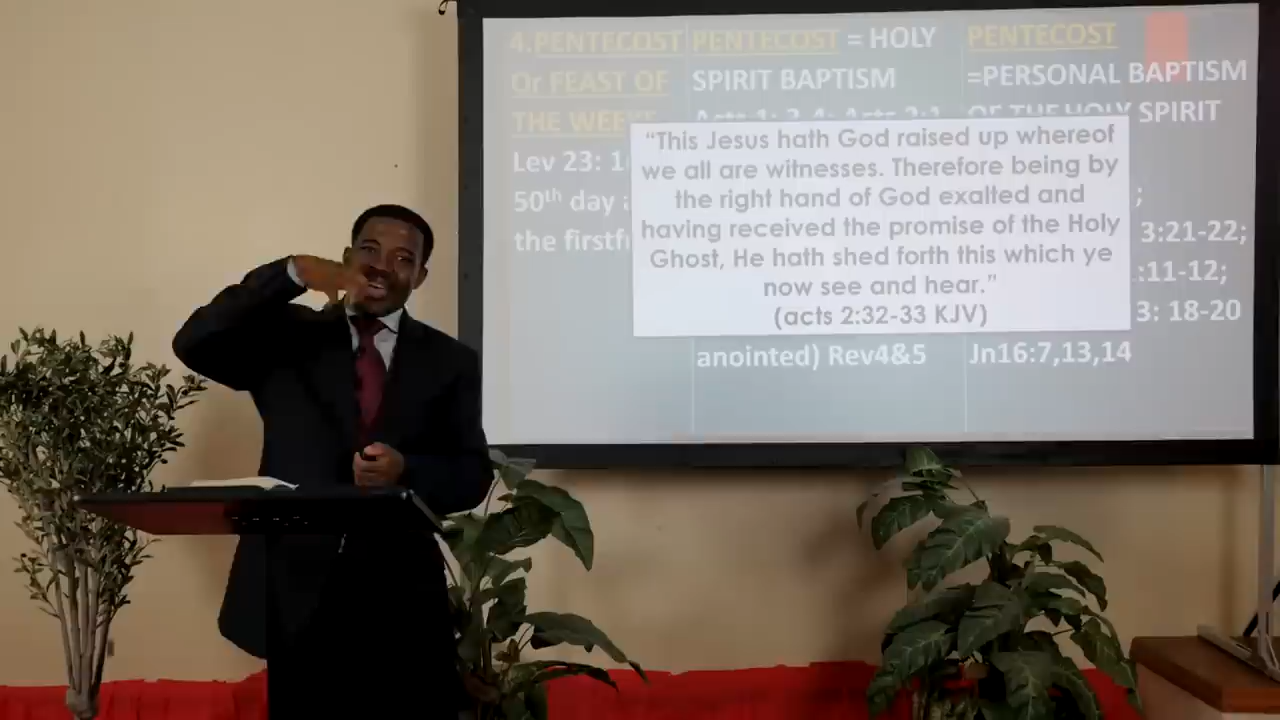 4.PENTECOST
Or FEAST OF
THE WEEKS
Lev 23:
50th day
the firstf
PENTECOST = HOLY
SPIRIT BAPTISM
Acts 1:
anointed) Rev4&5
PENTECOST
=PERSONAL BAPTISM
OF THE HOLY SPIRIT
;
3:21-22;
:11-12;
3: 18-20
Jn16:7,13,14
“This Jesus hath God raised up whereof
we all are witnesses. Therefore being by
the right hand of God exalted and
having received the promise of the Holy
Ghost, He hath shed forth this which ye
now see and hear.”
(acts 2:32-33 KJV)